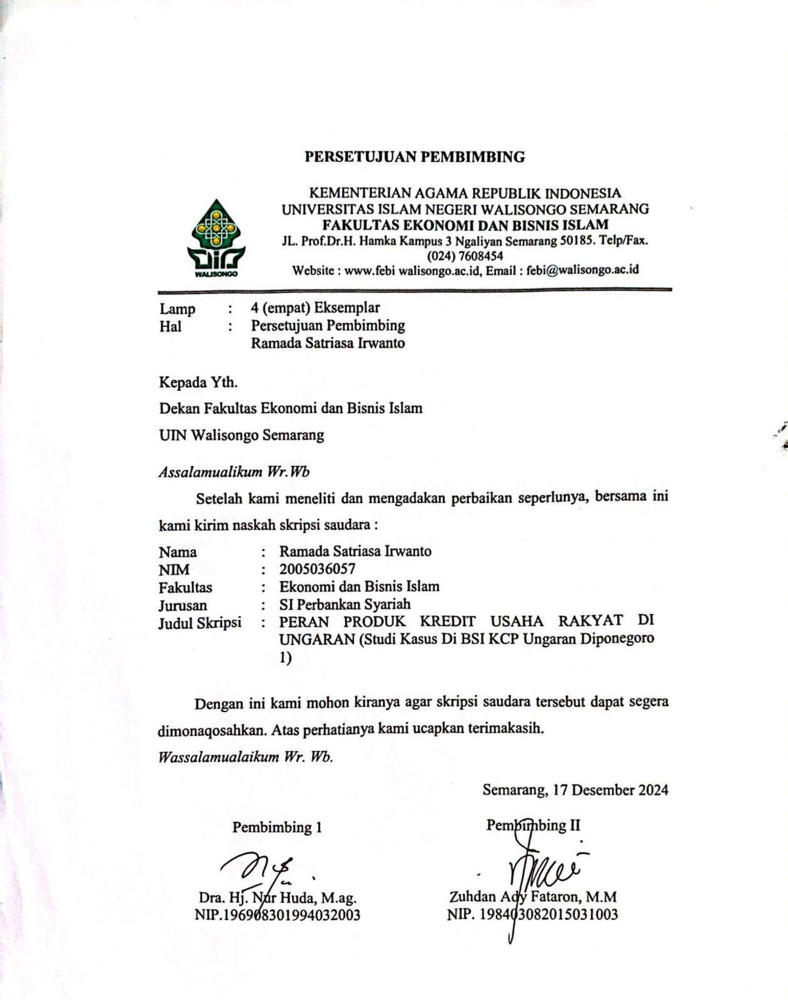 PERSETUJUAN PEMBIMBING
KEMENTERIAN AGAMA REPUBLIK INDONESIA
UNIVERSITAS ISLAM NEGERI WALISONGO SEMARANG
FAKULTAS EKONOMI DAN BISNIS ISLAM
JL. Prof.Dr.H. Hamka Kampus 3 Ngaliyan Semarang 50185. Telp/Fax.
(024) 7608454
Website : www.febi walisongo.ac.id, Email : febi@walisongo.ac.id
WALISONGO
Lamp : 4 (empat) Eksemplar
Hal : Persetujuan Pembimbing
Ramada Satriasa Irwanto
Kepada Yth.
Dekan Fakultas Ekonomi dan Bisnis Islam
UIN Walisongo Semarang
Assalamualikum Wr.Wb
Setelah kami meneliti dan mengadakan perbaikan seperlunya, bersama ini
kami kirim naskah skripsi saudara :
Nama : Ramada Satriasa Irwanto
NIM : 2005036057
Fakultas : Ekonomi dan Bisnis Islam
Jurusan : SI Perbankan Syariah
Judul Skripsi : PERAN PRODUK KREDIT USAHA RAKYAT DI
UNGARAN (Studi Kasus Di BSI KCP Ungaran Diponegoro
1)
Dengan ini kami mohon kiranya agar skripsi saudara tersebut dapat segera
dimonaqosahkan. Atas perhatianya kami ucapkan terimakasih.
Wassalamualaikum Wr. Wb.
Semarang, 17 Desember 2024
Pembimbing 1 Pembimbing II
Dra. Hj. Nur Huda, M.ag. Zuhdan Ady Fataron, M.M
NIP.196908301994032003 NIP. 198403082015031003